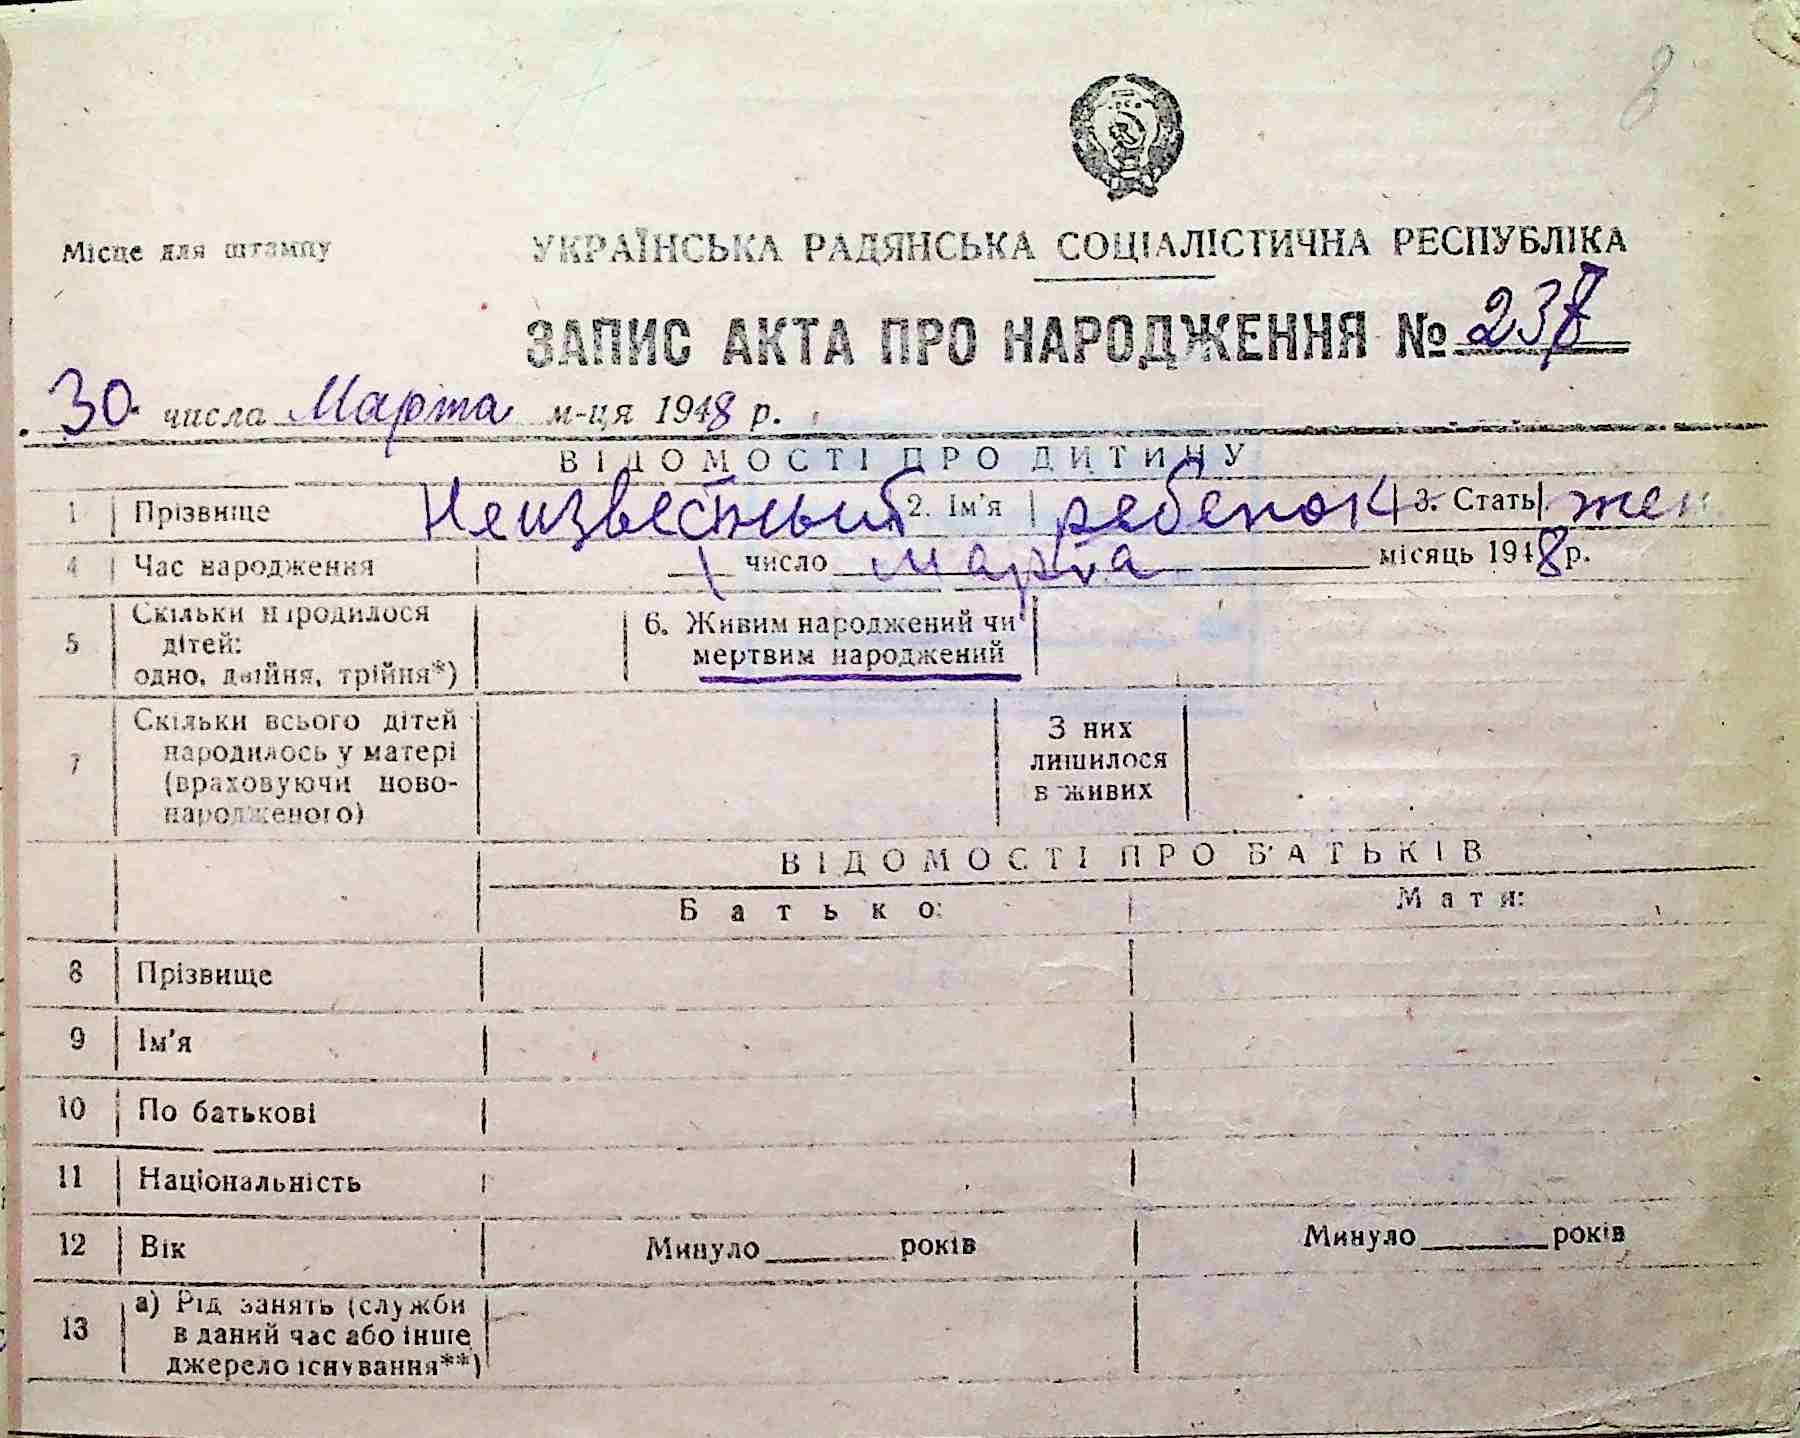 8
Місце для штампу
УКРАЇНСЬКА РАДЯНСЬКА СОЦІАЛІСТИЧНА РЕСПУБЛІКА
ЗАПИС АКТА ПРО НАРОДЖЕННЯ № 237
30 числа Марта м-ця 1948 р.
ВІДОМОСТІ ПРО ДИТИНУ
1 Прізвище Неизвестный 2. Ім'я ребенок 3. Стать жен
4 Час народження 1 число марта місяць 1948 р.
5 Скільки народилося дітей: одно, двійня, трійня*)
6. Живим народжений чи мертвим народжений
7 Скільки всього дітей народилось у матері (враховуючи ново-народженого)
З них лишилося в живих
ВІДОМОСТІ ПРО БАТЬКІВ
Батько: Мати:
8 Прізвище
9 Ім'я
10 По батькові
11 Національність
12 Вік Минуло років Минуло років
13 а) Рід занять (служби в даний час або інше джерело існування**)